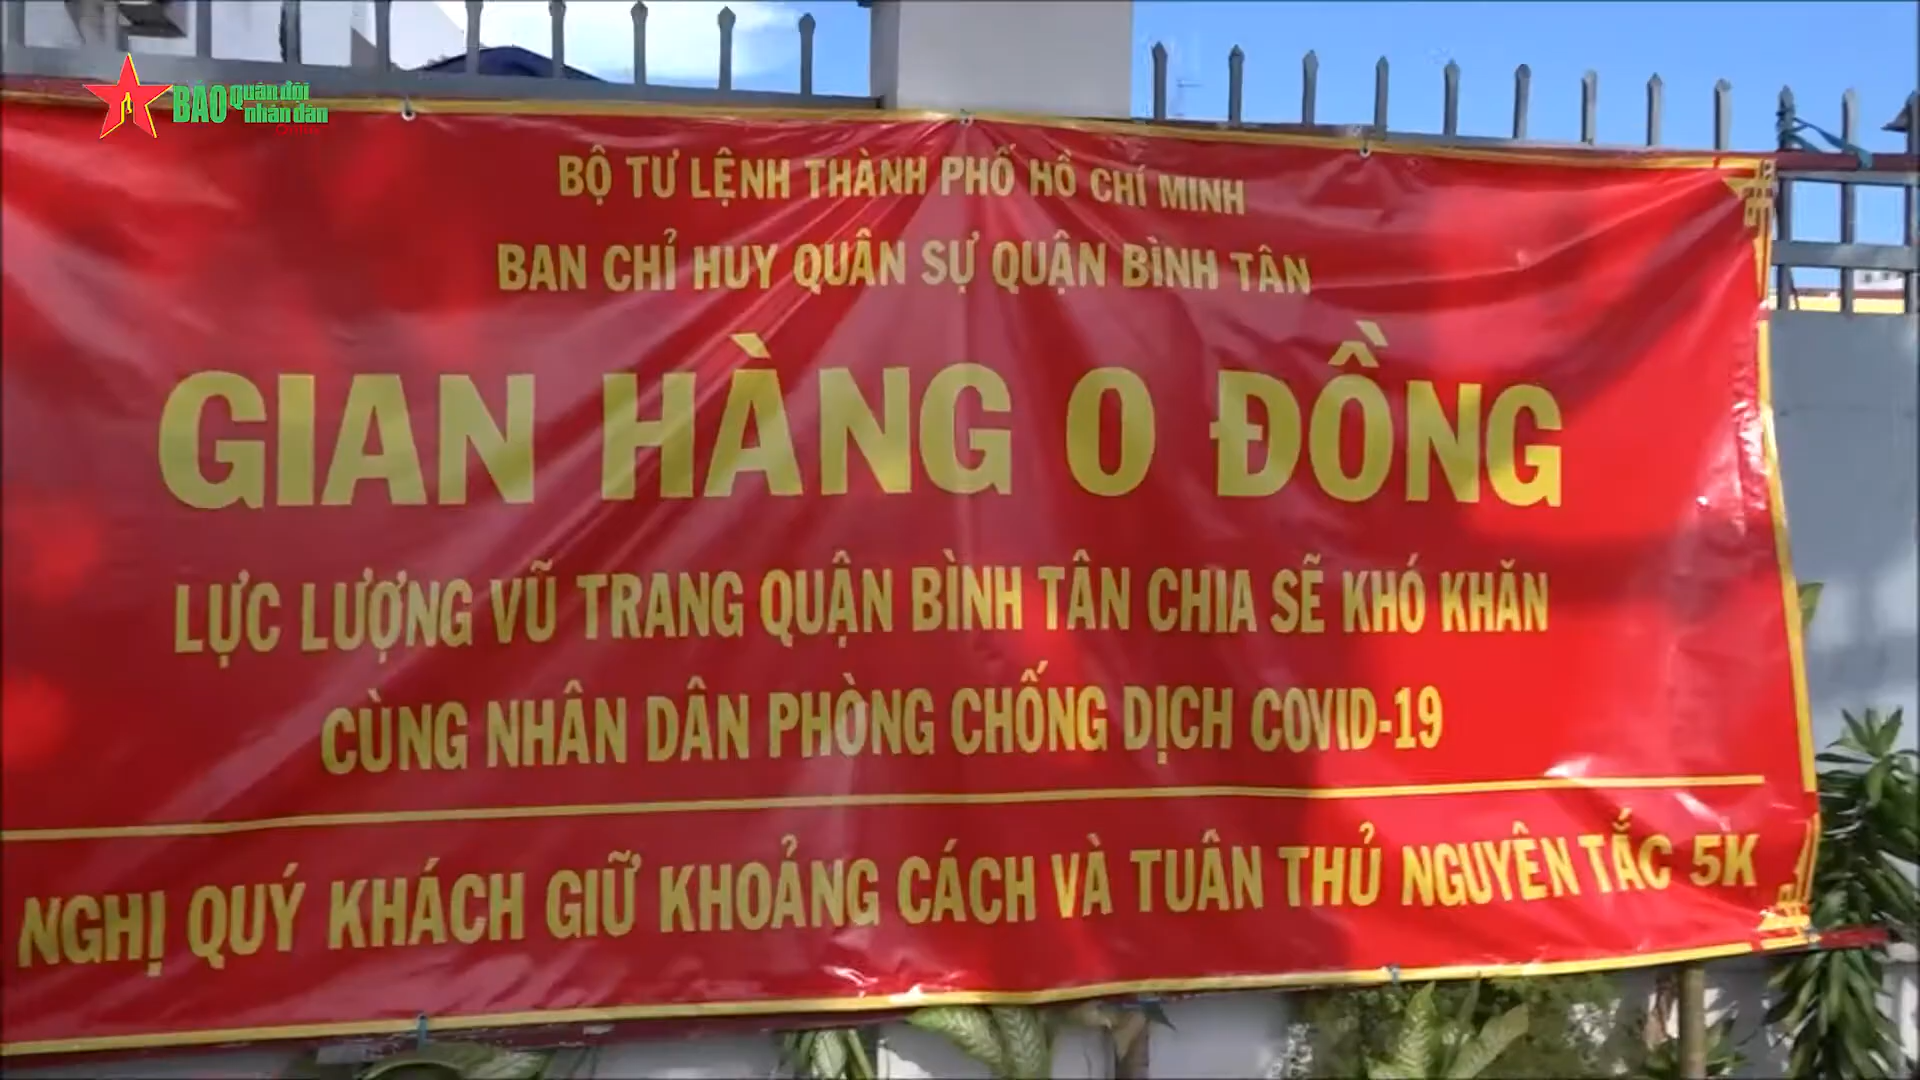 BÁO quân đội
nhân dân
Online
BỘ TƯ LỆNH THÀNH PHỐ HỒ CHÍ MINH
BAN CHỈ HUY QUÂN SỰ QUẬN BÌNH TÂN
GIAN HÀNG 0 ĐỒNG
LỰC LƯỢNG VŨ TRANG QUẬN BÌNH TÂN CHIA SẼ KHÓ KHĂN
CÙNG NHÂN DÂN PHÒNG CHỐNG DỊCH COVID-19
NGHỊ QUÝ KHÁCH GIỮ KHOẢNG CÁCH VÀ TUÂN THỦ NGUYÊN TẮC 5K